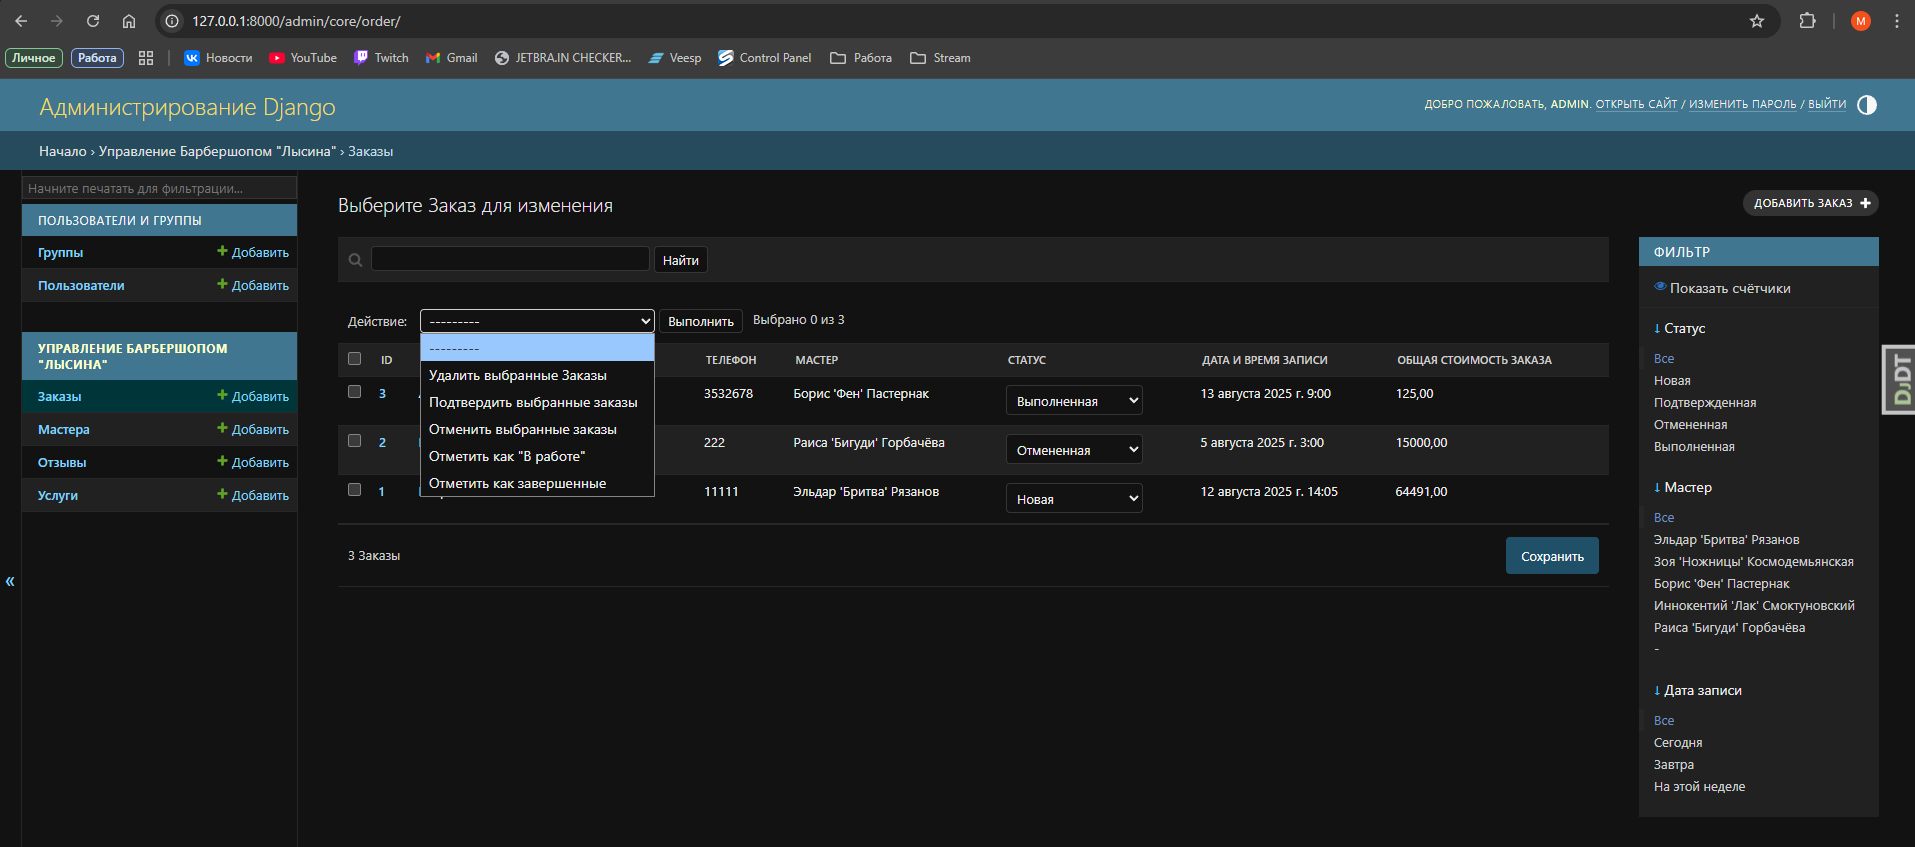 127.0.0.1:8000/admin/core/order/
M
Личное Работа Новости YouTube Twitch Gmail JETBRA.IN CHECKER... Veesp Control Panel Работа Stream
Администрирование Django
ДОБРО ПОЖАЛОВАТЬ, ADMIN. ОТКРЫТЬ САЙТ / ИЗМЕНИТЬ ПАРОЛЬ / ВЫЙТИ
Начало › Управление Барбершопом "Лысина" › Заказы
Начните печатать для фильтрации...
ПОЛЬЗОВАТЕЛИ И ГРУППЫ
Группы + Добавить
Пользователи + Добавить
УПРАВЛЕНИЕ БАРБЕРШОПОМ
"ЛЫСИНА"
Заказы + Добавить
Мастера + Добавить
Отзывы + Добавить
Услуги + Добавить
«
Выберите Заказ для изменения
ДОБАВИТЬ ЗАКАЗ +
Найти
Действие: --------- Выполнить Выбрано 0 из 3
---------
Удалить выбранные Заказы
Подтвердить выбранные заказы
Отменить выбранные заказы
Отметить как "В работе"
Отметить как завершенные
ID ТЕЛЕФОН МАСТЕР СТАТУС ДАТА И ВРЕМЯ ЗАПИСИ ОБЩАЯ СТОИМОСТЬ ЗАКАЗА
3 3532678 Борис 'Фен' Пастернак Выполненная 13 августа 2025 г. 9:00 125,00
2 222 Раиса 'Бигуди' Горбачёва Отмененная 5 августа 2025 г. 3:00 15000,00
1 11111 Эльдар 'Бритва' Рязанов Новая 12 августа 2025 г. 14:05 64491,00
3 Заказы
Сохранить
ФИЛЬТР
Показать счётчики
↓ Статус
Все
Новая
Подтвержденная
Отмененная
Выполненная
↓ Мастер
Все
Эльдар 'Бритва' Рязанов
Зоя 'Ножницы' Космодемьянская
Борис 'Фен' Пастернак
Иннокентий 'Лак' Смоктуновский
Раиса 'Бигуди' Горбачёва
-
↓ Дата записи
Все
Сегодня
Завтра
На этой неделе
DJDT